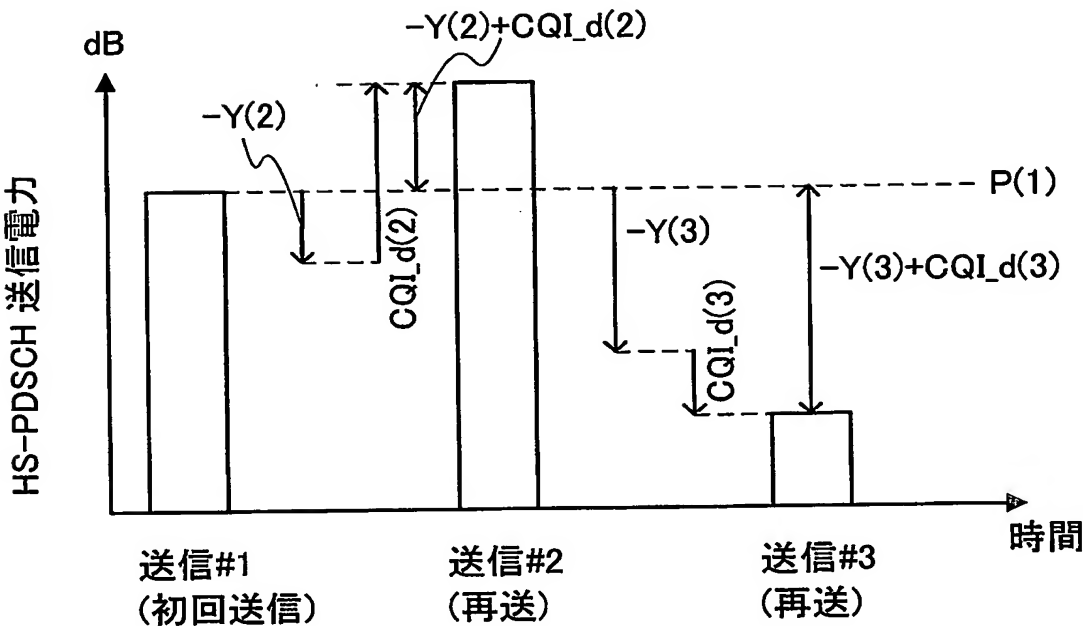 -Y(2)+CQI_d(2)
dB
-Y(2)
CQI_d(2)
P(1)
-Y(3)
CQI_d(3)
-Y(3)+CQI_d(3)
HS-PDSCH 送信電力
時間
送信#1
(初回送信)
送信#2
(再送)
送信#3
(再送)